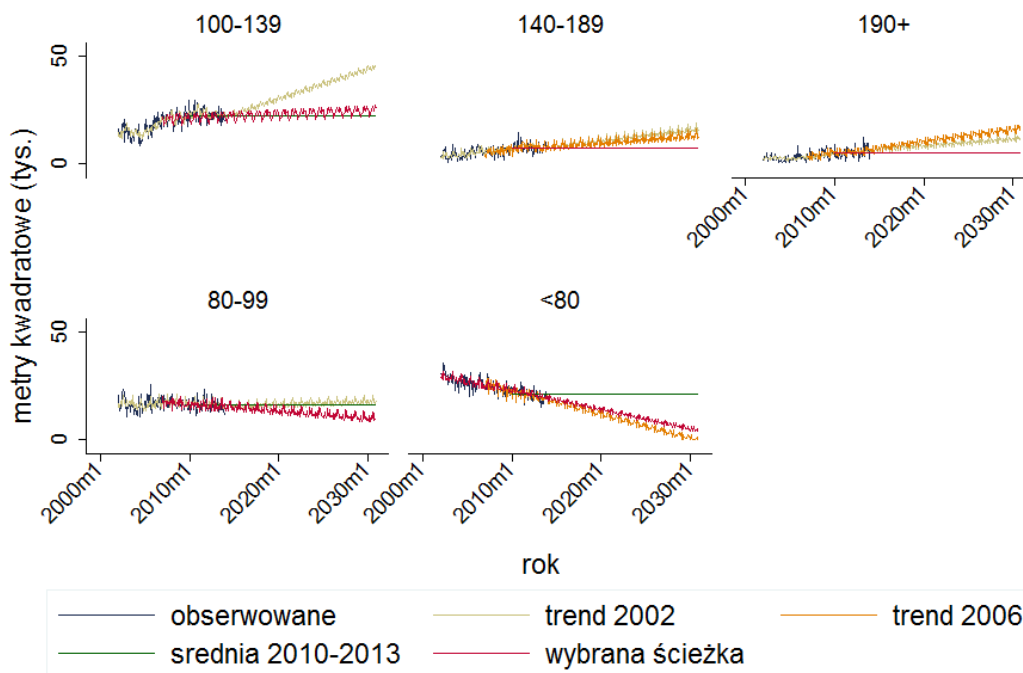 100-139
140-189
190+
50
0
2000m1
2010m1
2020m1
2030m1
80-99
<80
50
0
2000m1
2010m1
2020m1
2030m1
2000m1
2010m1
2020m1
2030m1
metry kwadratowe (tys.)
rok
obserwowane
trend 2002
trend 2006
srednia 2010-2013
wybrana ścieżka